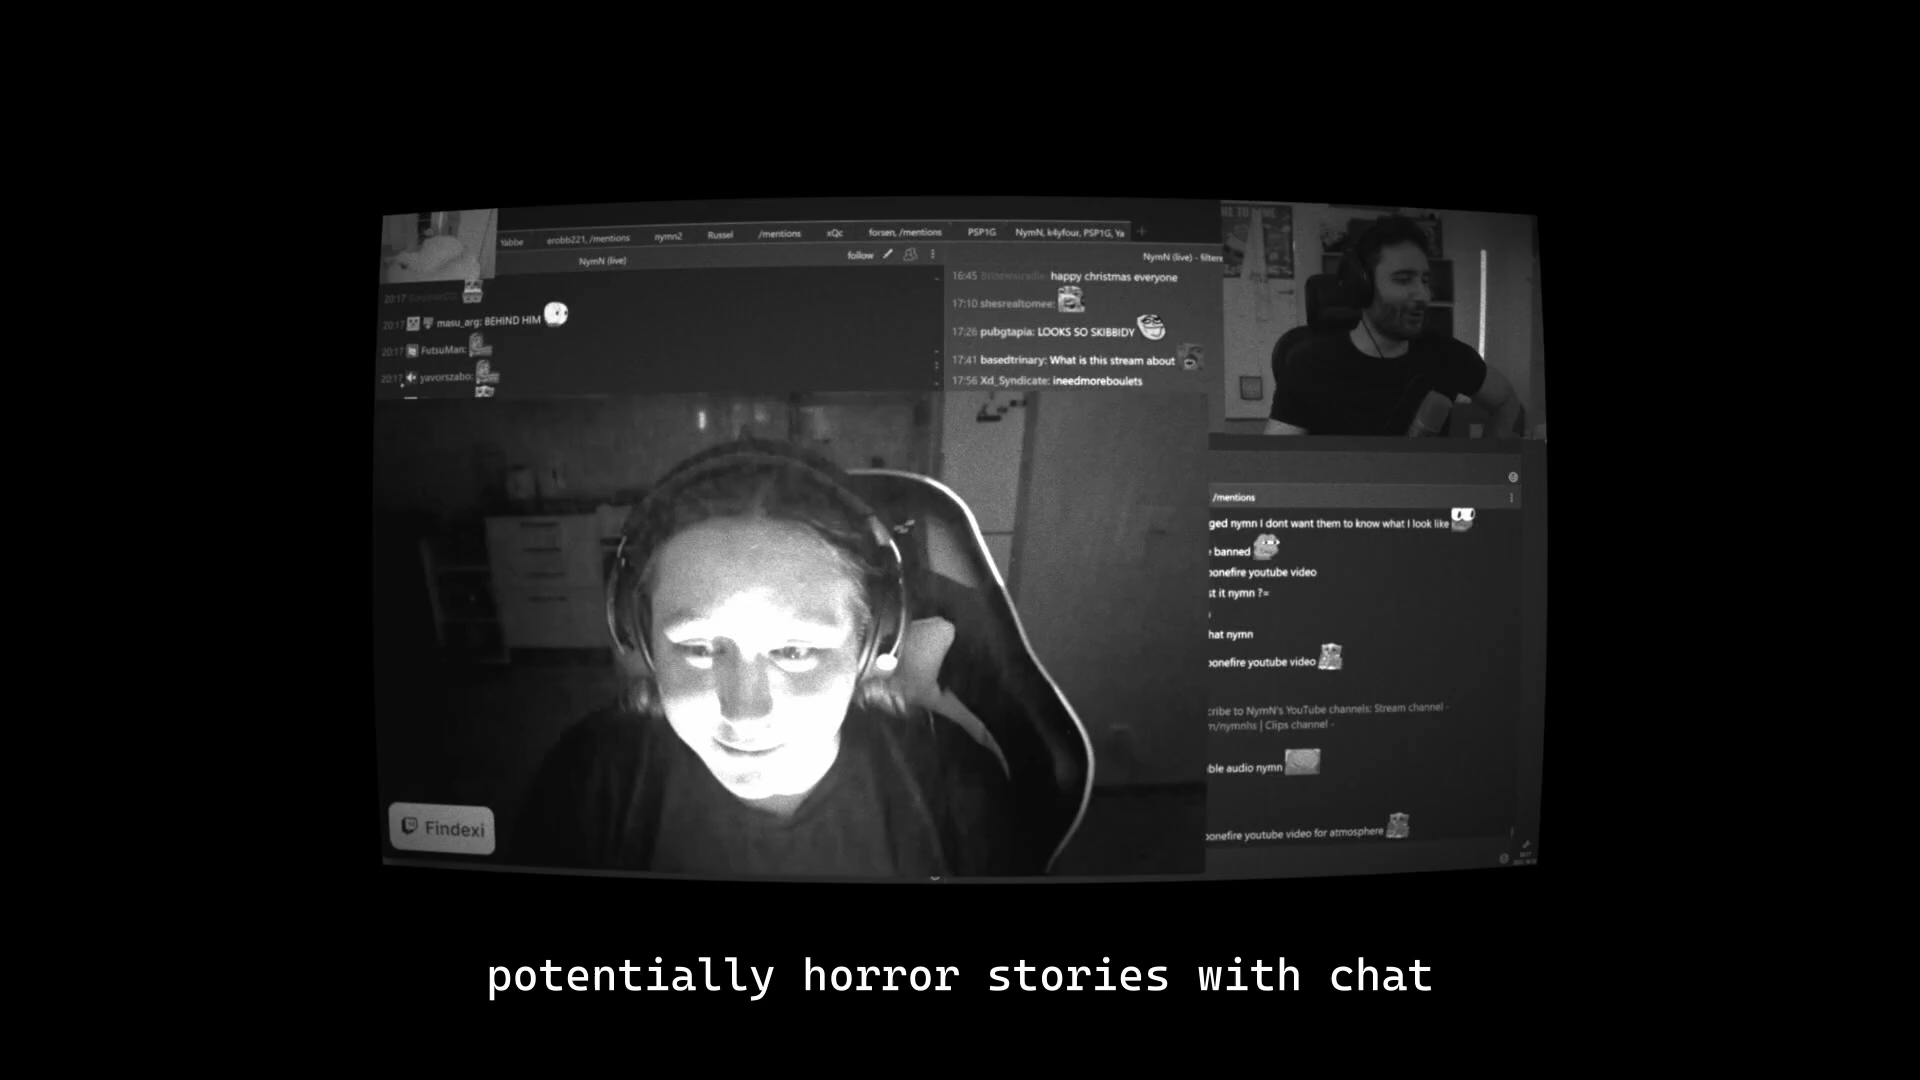 Yabbe erobb221, /mentions nymn2 Russel /mentions xQc forsen, /mentions PSP1G NymN, k4yfour, PSP1G, Ya
NymN (live) follow
20:17
20:17 masu_arg: BEHIND HIM
20:17 FutsuMan:
20:17 yavorszabo:
NymN (live) - filtere
16:45 happy christmas everyone
17:10 shesrealtomee:
17:26 pubgtapia: LOOKS SO SKIBBIDY
17:41 basedtrinary: What is this stream about
17:56 Xd_Syndicate: ineedmoreboulets
/mentions
ged nymn I dont want them to know what I look like
banned
onefire youtube video
st it nymn ?=
hat nymn
onefire youtube video
cribe to NymN's YouTube channels: Stream channel -
m/nymnhs | Clips channel -
ble audio nymn
onefire youtube video for atmosphere
Findexi
potentially horror stories with chat